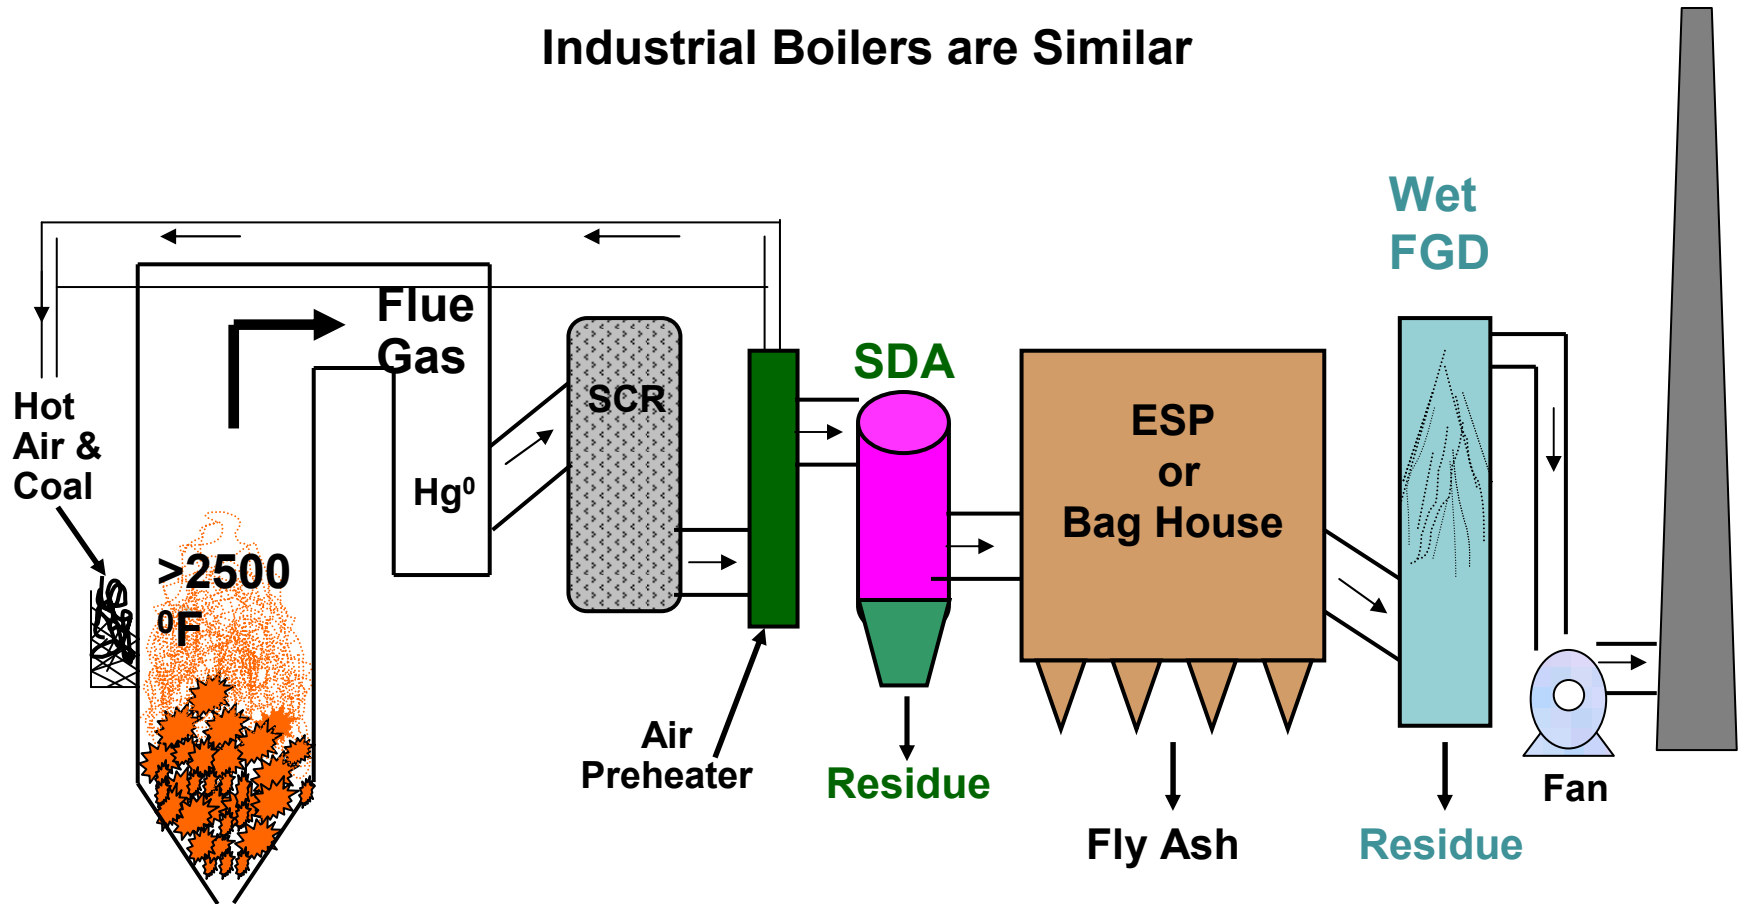 Industrial Boilers are Similar
Wet
FGD
Flue
Gas
SDA
Hot
Air &
Coal
SCR
ESP
or
Bag House
Hg⁰
>2500
⁰F
Air
Preheater
Residue
Fan
Fly Ash
Residue